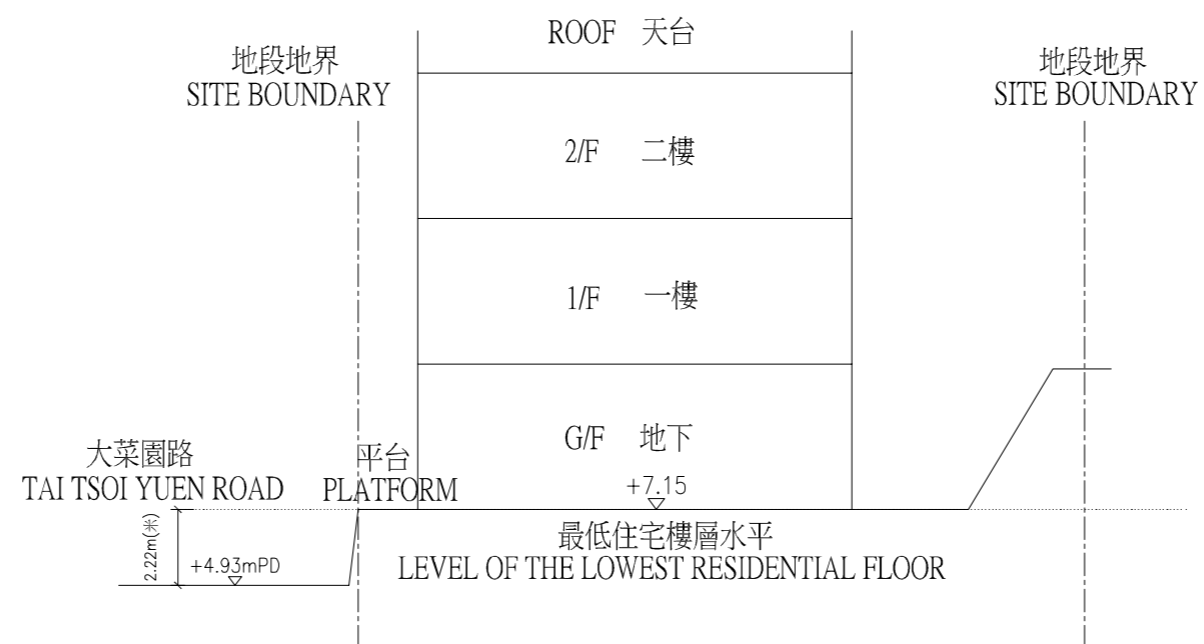 ROOF 天台
地段地界
SITE BOUNDARY
地段地界
SITE BOUNDARY
2/F 二樓
1/F 一樓
G/F 地下
+7.15
大菜園路
TAI TSOI YUEN ROAD
平台
PLATFORM
2.22m(米)
+4.93mPD
最低住宅樓層水平
LEVEL OF THE LOWEST RESIDENTIAL FLOOR